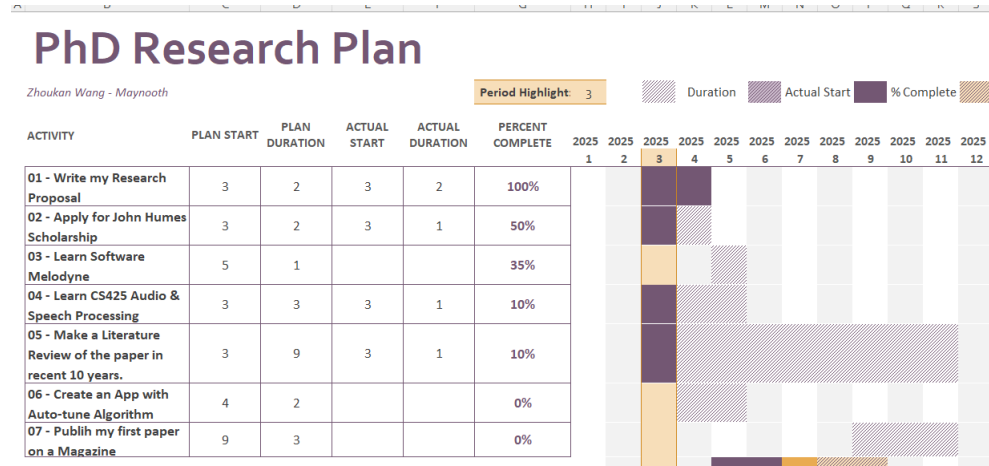 PhD Research Plan
Zhoukan Wang - Maynooth
Period Highlight: 3
Duration
Actual Start
% Complete
ACTIVITY
PLAN START
PLAN DURATION
ACTUAL START
ACTUAL DURATION
PERCENT COMPLETE
2025 2025 2025 2025 2025 2025 2025 2025 2025 2025 2025 2025
1 2 3 4 5 6 7 8 9 10 11 12
01 - Write my Research
Proposal
3 2 3 2 100%
02 - Apply for John Humes
Scholarship
3 2 3 1 50%
03 - Learn Software
Melodyne
5 1 35%
04 - Learn CS425 Audio &
Speech Processing
3 3 3 1 10%
05 - Make a Literature
Review of the paper in
recent 10 years.
3 9 3 1 10%
06 - Create an App with
Auto-tune Algorithm
4 2 0%
07 - Publih my first paper
on a Magazine
9 3 0%